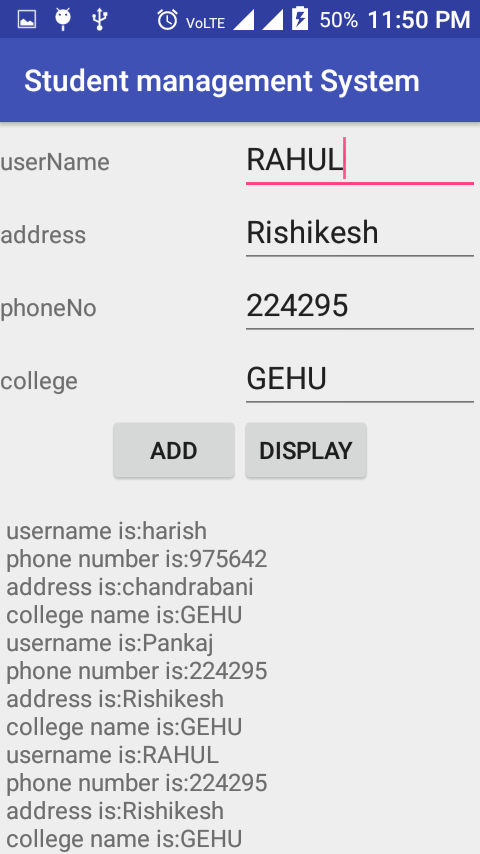 VoLTE 50% 11:50 PM
Student management System
userName RAHUL
address Rishikesh
phoneNo 224295
college GEHU
ADD DISPLAY
username is:harish
phone number is:975642
address is:chandrabani
college name is:GEHU
username is:Pankaj
phone number is:224295
address is:Rishikesh
college name is:GEHU
username is:RAHUL
phone number is:224295
address is:Rishikesh
college name is:GEHU